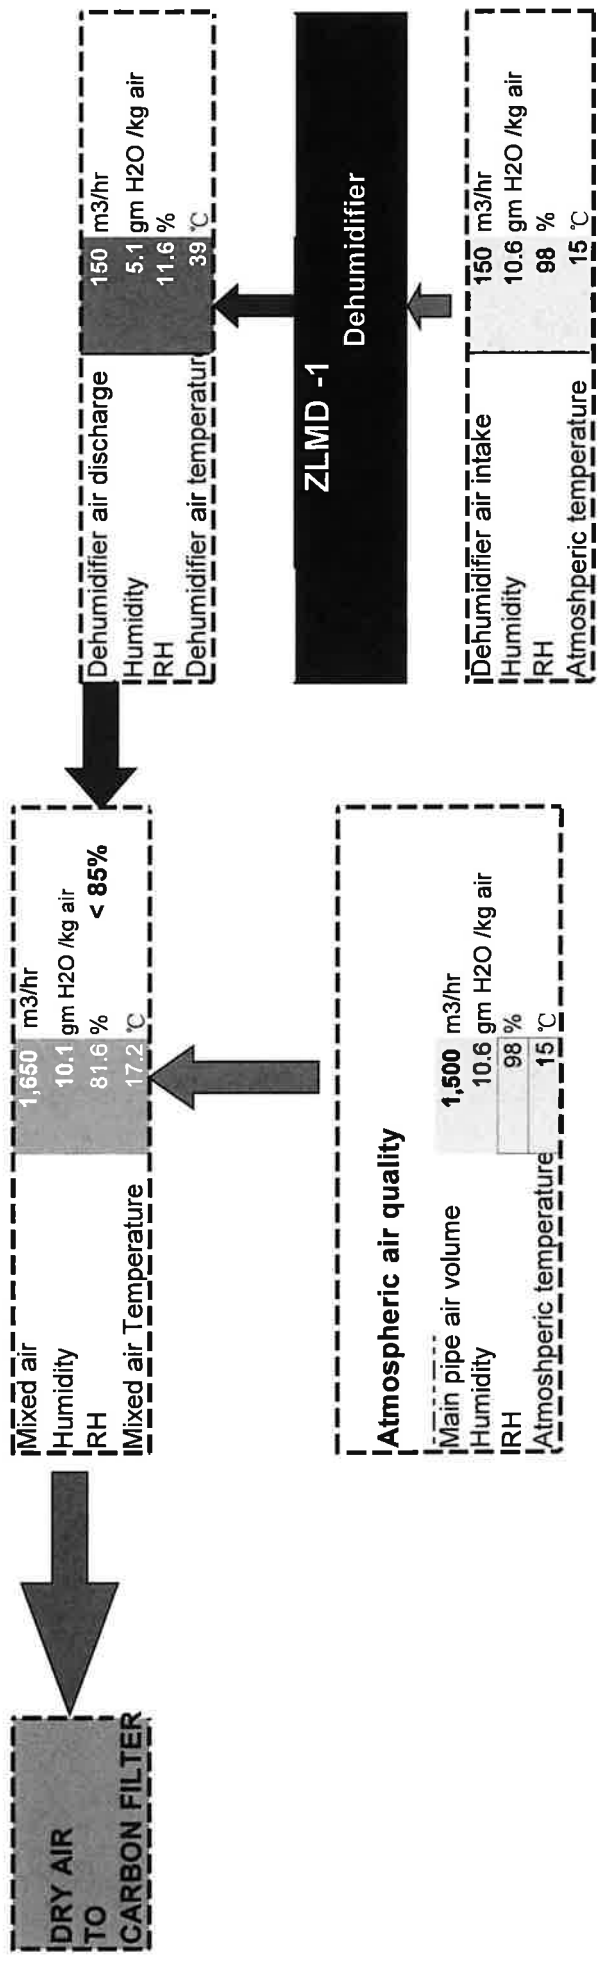 DRY AIR
TO
CARBON FILTER
Mixed air 1,650 m3/hr
Humidity 10.1 gm H2O /kg air
RH 81.6 % < 85%
Mixed air Temperature 17.2 ℃
Atmospheric air quality
Main pipe air volume 1,500 m3/hr
Humidity 10.6 gm H2O /kg air
RH 98 %
Atmoshperic temperature 15 ℃
Dehumidifier air discharge 150 m3/hr
Humidity 5.1 gm H2O /kg air
RH 11.6 %
Dehumidifier air temperatur 39 ℃
ZLMD -1
Dehumidifier
Dehumidifier air intake 150 m3/hr
Humidity 10.6 gm H2O /kg air
RH 98 %
Atmoshperic temperature 15 ℃